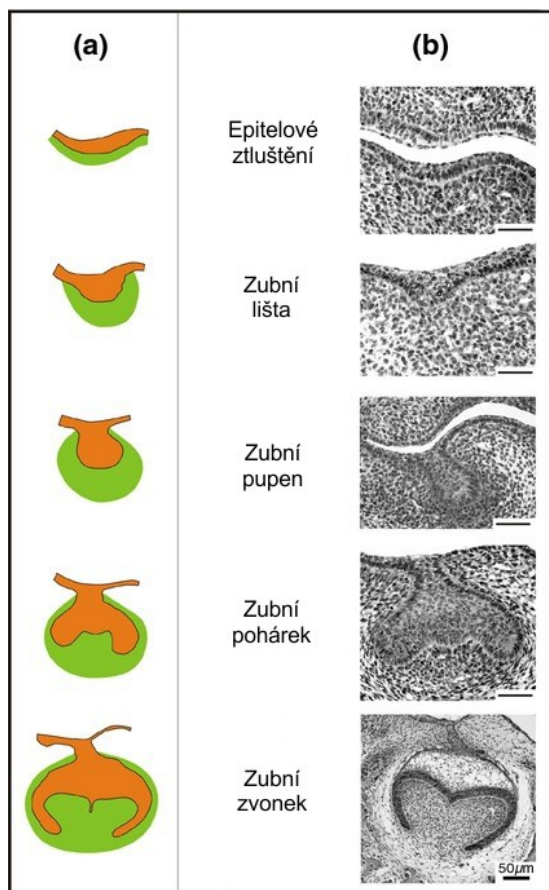 (a)
(b)
Epitelové
ztluštění
Zubní
lišta
Zubní
pupen
Zubní
pohárek
Zubní
zvonek
50µm